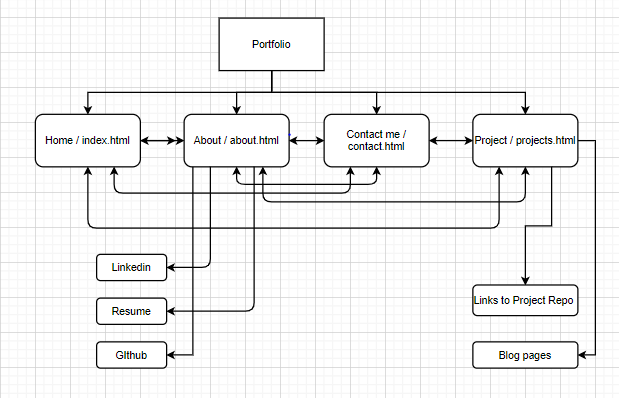 Portfolio
Home / index.html
About / about.html
Contact me /
contact.html
Project / projects.html
Linkedin
Resume
GIthub
Links to Project Repo
Blog pages